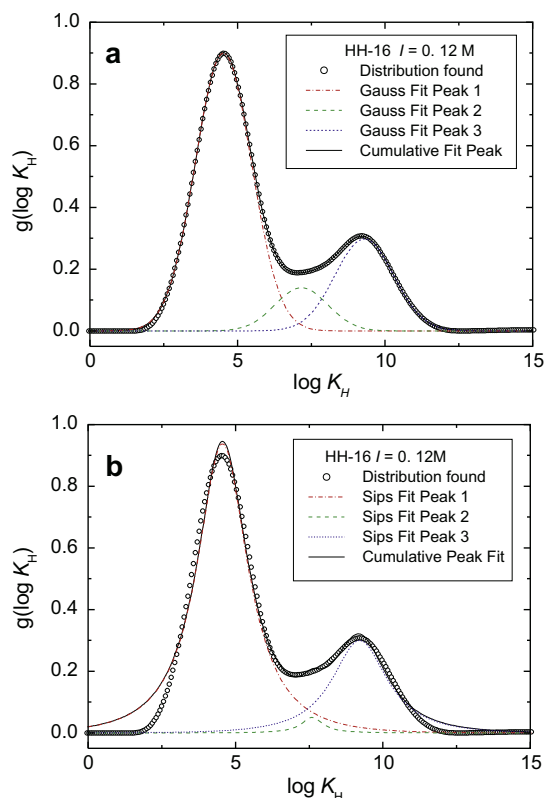 a
HH-16 I = 0. 12 M
Distribution found
Gauss Fit Peak 1
Gauss Fit Peak 2
Gauss Fit Peak 3
Cumulative Fit Peak
g(log K_H)
1.0
0.8
0.6
0.4
0.2
0.0
0 5 10 15
log K_H
b
HH-16 I = 0. 12M
Distribution found
Sips Fit Peak 1
Sips Fit Peak 2
Sips Fit Peak 3
Cumulative Peak Fit
g(log K_H)
1.0
0.8
0.6
0.4
0.2
0.0
0 5 10 15
log K_H